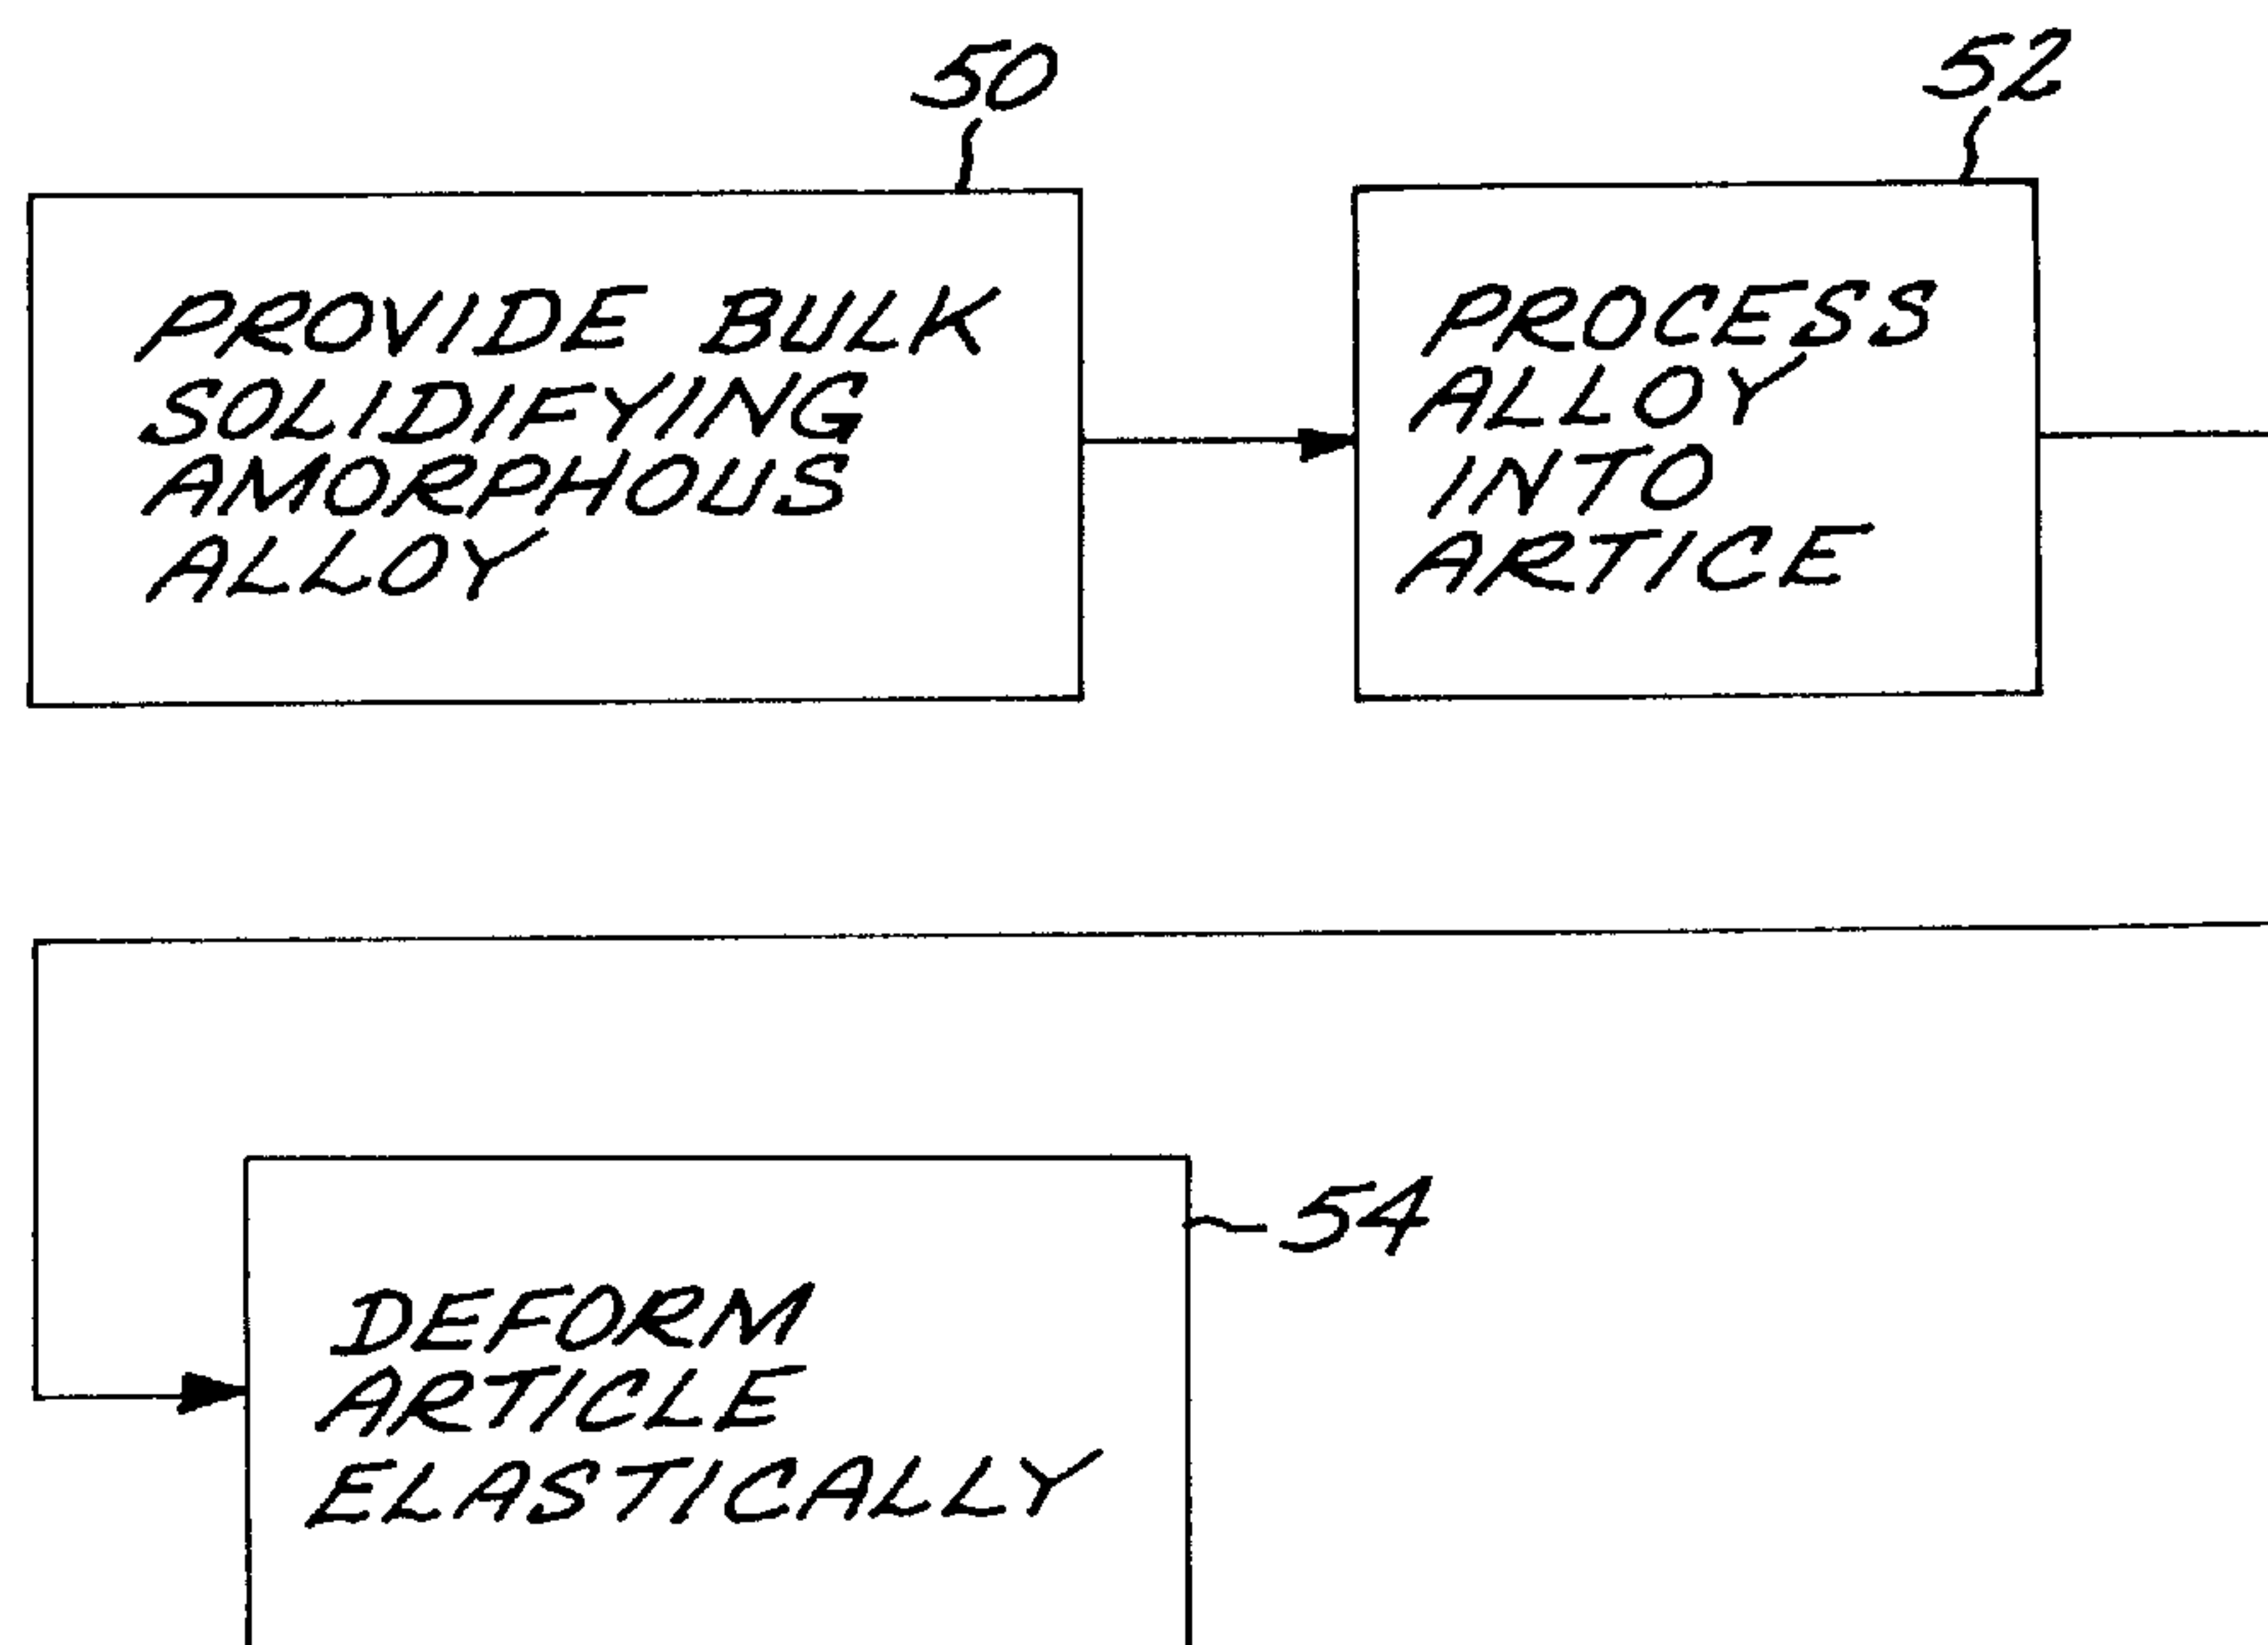 50
52
PROVIDE BULK
SOLIDIFYING
AMORPHOUS
ALLOY
PROCESS
ALLOY
INTO
ARTICE
54
DEFORM
ARTICLE
ELASTICALLY